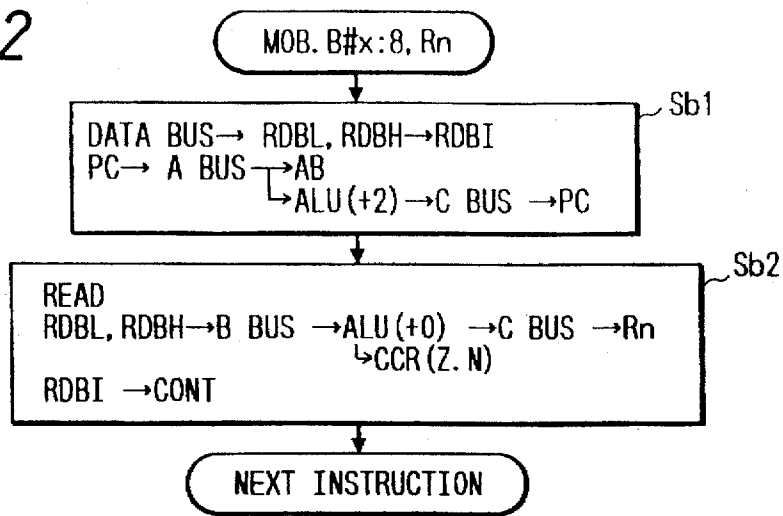 2
MOB. B#x:8, Rn
Sb1
DATA BUS→ RDBL, RDBH→RDBI
PC→ A BUS→AB
↳ALU(+2)→C BUS →PC
Sb2
READ
RDBL, RDBH→B BUS →ALU(+0) →C BUS →Rn
↳CCR(Z. N)
RDBI →CONT
NEXT INSTRUCTION